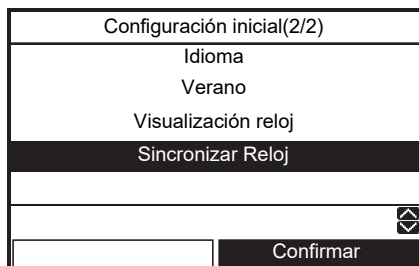 Configuración inicial(2/2)
Idioma
Verano
Visualización reloj
Sincronizar Reloj
Confirmar